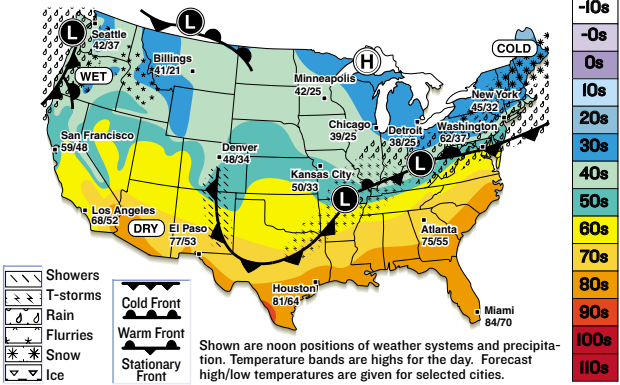 L
Seattle
42/37
WET
L
Billings
41/21
H
Minneapolis
42/25
COLD
New York
45/32
Chicago
39/25
Detroit
38/25
Washington
62/37
San Francisco
59/48
Denver
48/34
Kansas City
50/33
L
L
Los Angeles
68/52
DRY
El Paso
77/53
Atlanta
75/55
Houston
81/64
Miami
84/70
-10s
-0s
0s
10s
20s
30s
40s
50s
60s
70s
80s
90s
100s
110s
Showers
T-storms
Rain
Flurries
Snow
Ice
Cold Front
Warm Front
Stationary
Front
Shown are noon positions of weather systems and precipita-
tion. Temperature bands are highs for the day. Forecast
high/low temperatures are given for selected cities.